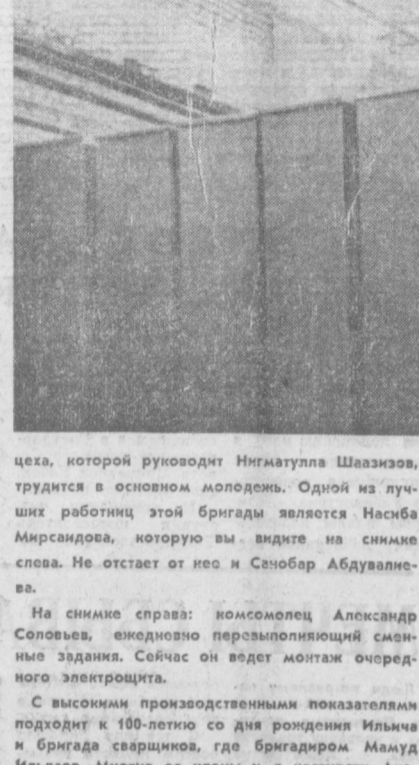 цеха, которой руководит Нигматулла Шаазизов,
трудится в основном молодежь. Одной из луч-
ших работниц этой бригады является Насиба
Мирсаидова, которую вы видите на снимке
слева. Не отстает от нее и Санобар Абдувалие-
ва.
На снимке справа: комсомолец Александр
Соловьев, ежедневно перевыполняющий смен-
ные задания. Сейчас он ведет монтаж очеред-
ного электрощита.
С высокими производственными показателями
подходит к 100-летию со дня рождения Ильича
и бригада сварщиков, где бригадиром Мамуд